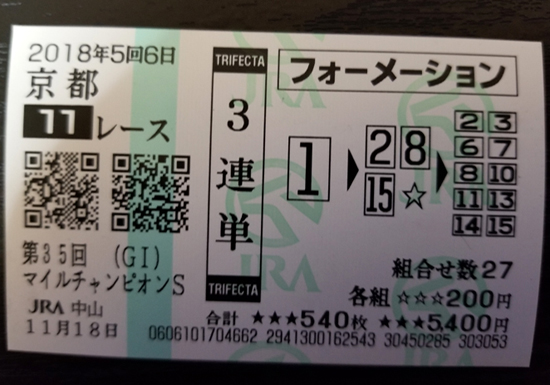 2018年5回6日
京都
11レース
第35回 (GI)
マイルチャンピオンS
JRA 中山
11月18日
TRIFECTA
3連単
TRIFECTA
フォーメーション
1 ▶ 2 8 15 ☆ ▶ 2 3 6 7 8 10 11 13 14 15
組合せ数27
各組 ☆☆☆200円
合計 ★★★540枚 ★★★5,400円
0606101704662 2941300162543 30450285 303053
JRA
JRA